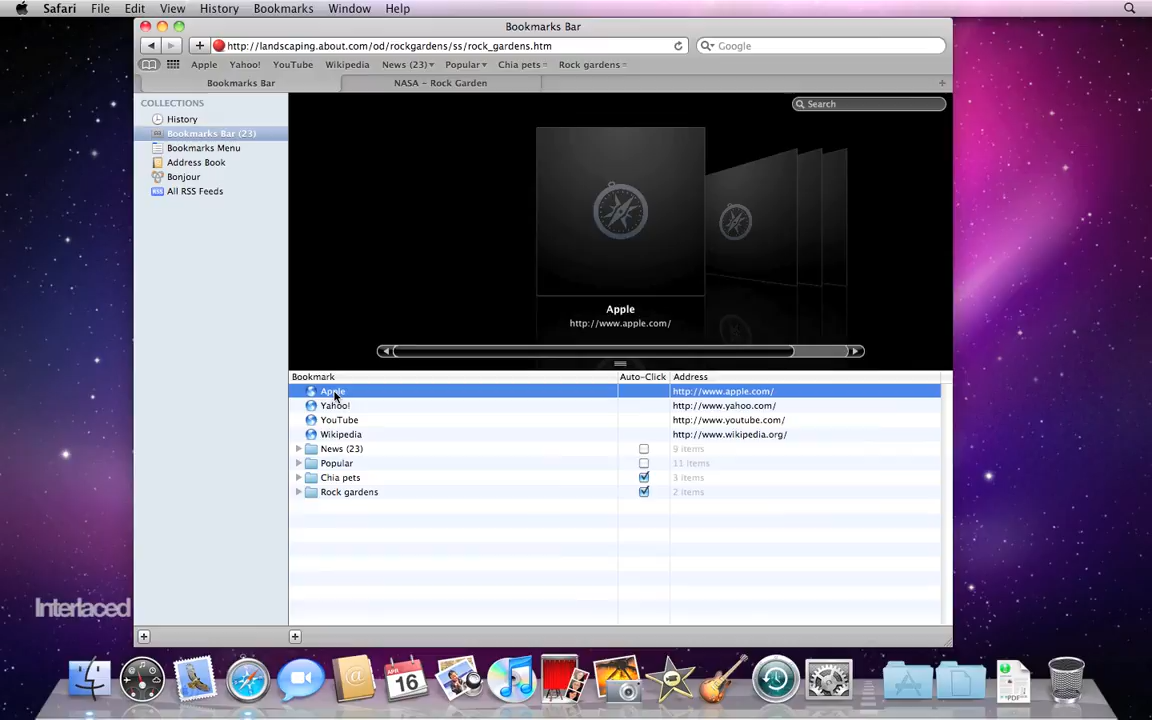 Safari File Edit View History Bookmarks Window Help
Bookmarks Bar
http://landscaping.about.com/od/rockgardens/ss/rock_gardens.htm
Google
Apple Yahoo! YouTube Wikipedia News (23) Popular Chia pets Rock gardens
Bookmarks Bar NASA – Rock Garden
COLLECTIONS
History
Bookmarks Bar (23)
Bookmarks Menu
Address Book
Bonjour
RSS All RSS Feeds
Search
Apple
http://www.apple.com/
Bookmark Auto-Click Address
Apple http://www.apple.com/
Yahoo! http://www.yahoo.com/
YouTube http://www.youtube.com/
Wikipedia http://www.wikipedia.org/
News (23) 9 items
Popular 11 items
Chia pets 3 items
Rock gardens 2 items
Interlaced
APR
16
PDF